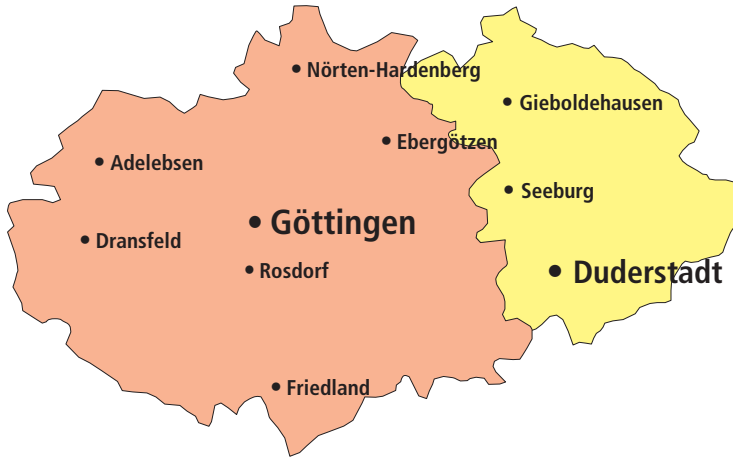 Nörten-Hardenberg
Gieboldehausen
Ebergötzen
Adelebsen
Seeburg
Göttingen
Dransfeld
Rosdorf
Duderstadt
Friedland